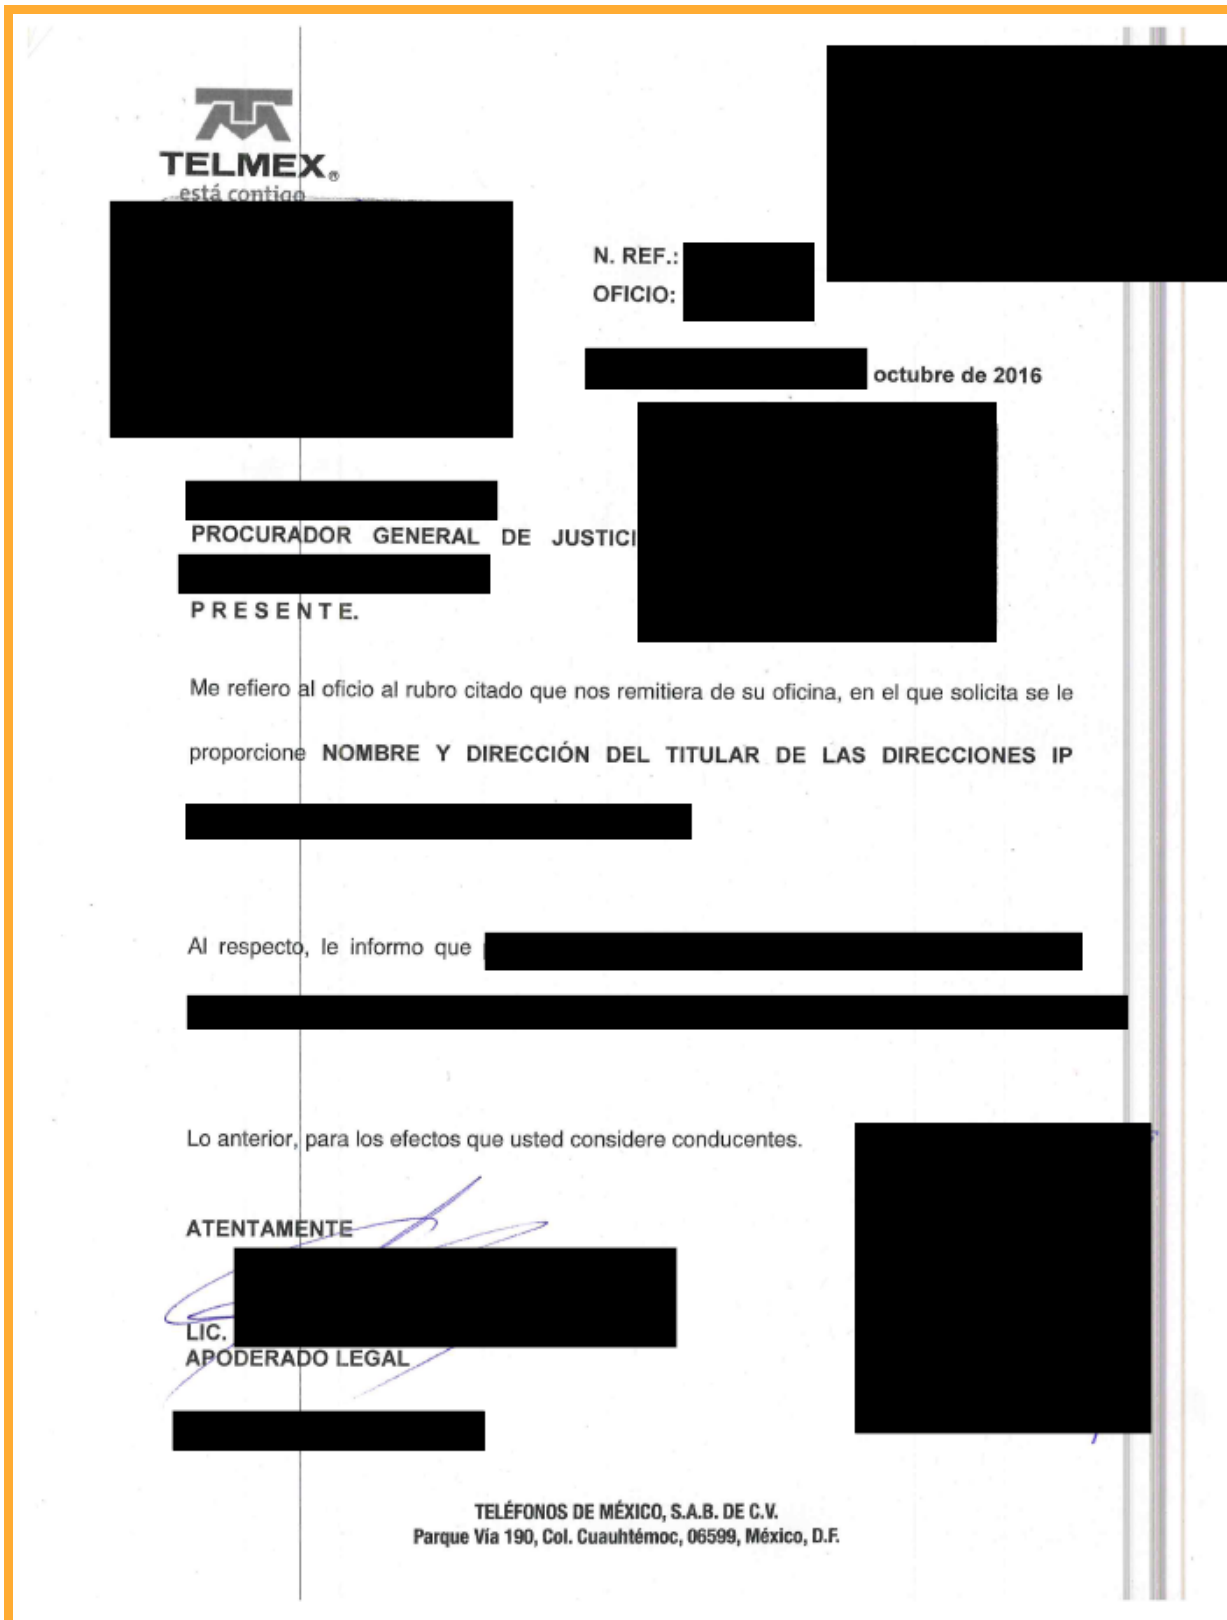 TELMEX®
está contigo
N. REF.:
OFICIO:
octubre de 2016
PROCURADOR GENERAL DE JUSTICI
P R E S E N T E.
Me refiero al oficio al rubro citado que nos remitiera de su oficina, en el que solicita se le
proporcione NOMBRE Y DIRECCIÓN DEL TITULAR DE LAS DIRECCIONES IP
Al respecto, le informo que
Lo anterior, para los efectos que usted considere conducentes.
ATENTAMENTE
LIC.
APODERADO LEGAL
TELÉFONOS DE MÉXICO, S.A.B. DE C.V.
Parque Vía 190, Col. Cuauhtémoc, 06599, México, D.F.